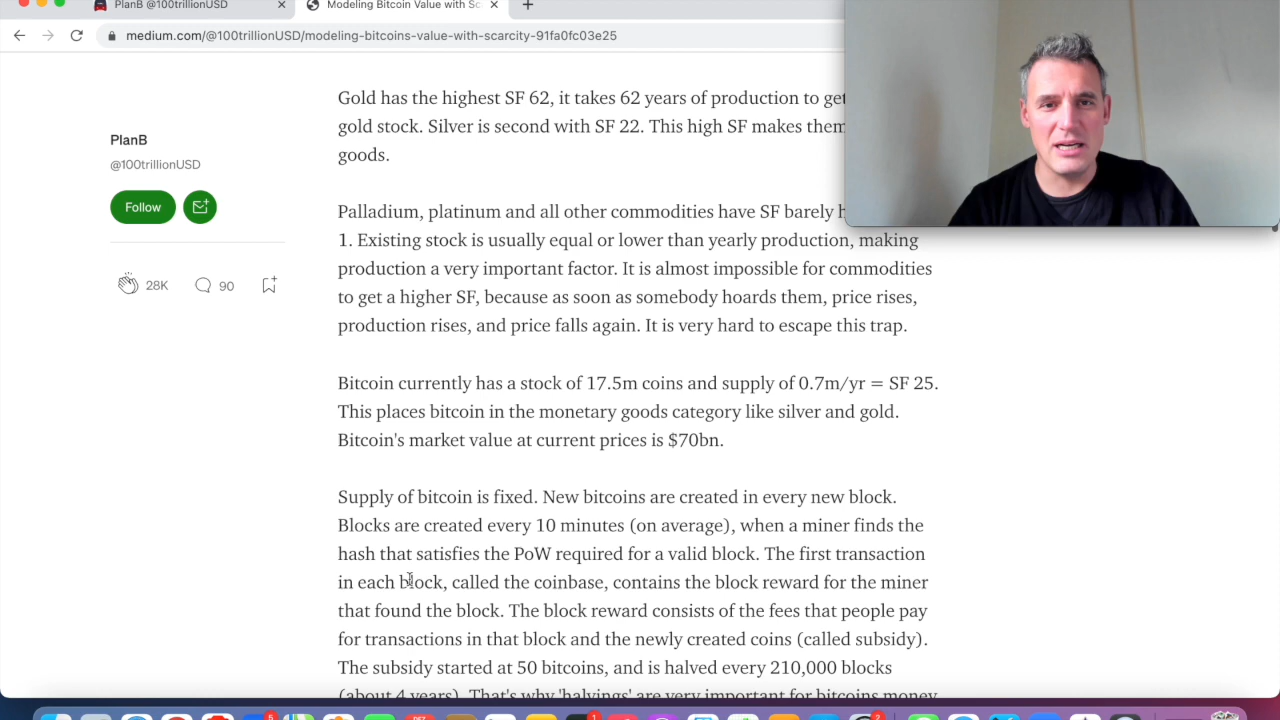 PlanB @100trillionUSD
Modeling Bitcoin Value with Sc
medium.com/@100trillionUSD/modeling-bitcoins-value-with-scarcity-91fa0fc03e25
PlanB
@100trillionUSD
Follow
28K
90
Gold has the highest SF 62, it takes 62 years of production to get
gold stock. Silver is second with SF 22. This high SF makes them
goods.
Palladium, platinum and all other commodities have SF barely h
1. Existing stock is usually equal or lower than yearly production, making
production a very important factor. It is almost impossible for commodities
to get a higher SF, because as soon as somebody hoards them, price rises,
production rises, and price falls again. It is very hard to escape this trap.
Bitcoin currently has a stock of 17.5m coins and supply of 0.7m/yr = SF 25.
This places bitcoin in the monetary goods category like silver and gold.
Bitcoin's market value at current prices is $70bn.
Supply of bitcoin is fixed. New bitcoins are created in every new block.
Blocks are created every 10 minutes (on average), when a miner finds the
hash that satisfies the PoW required for a valid block. The first transaction
in each block, called the coinbase, contains the block reward for the miner
that found the block. The block reward consists of the fees that people pay
for transactions in that block and the newly created coins (called subsidy).
The subsidy started at 50 bitcoins, and is halved every 210,000 blocks
(about 4 years). That's why 'halvings' are very important for bitcoins money